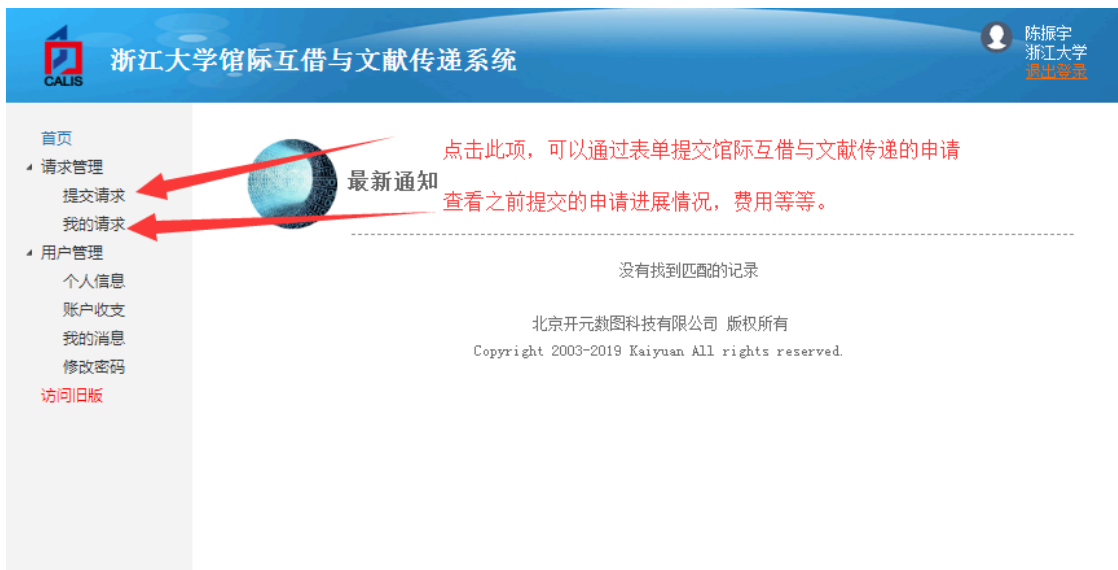 CALIS
浙江大学馆际互借与文献传递系统
陈振宇
浙江大学
退出登录
首页
请求管理
提交请求
我的请求
用户管理
个人信息
账户收支
我的消息
修改密码
访问旧版
点击此项，可以通过表单提交馆际互借与文献传递的申请
最新通知
查看之前提交的申请进展情况，费用等等。
没有找到匹配的记录
北京开元数图科技有限公司 版权所有
Copyright 2003-2019 Kaiyuan All rights reserved.